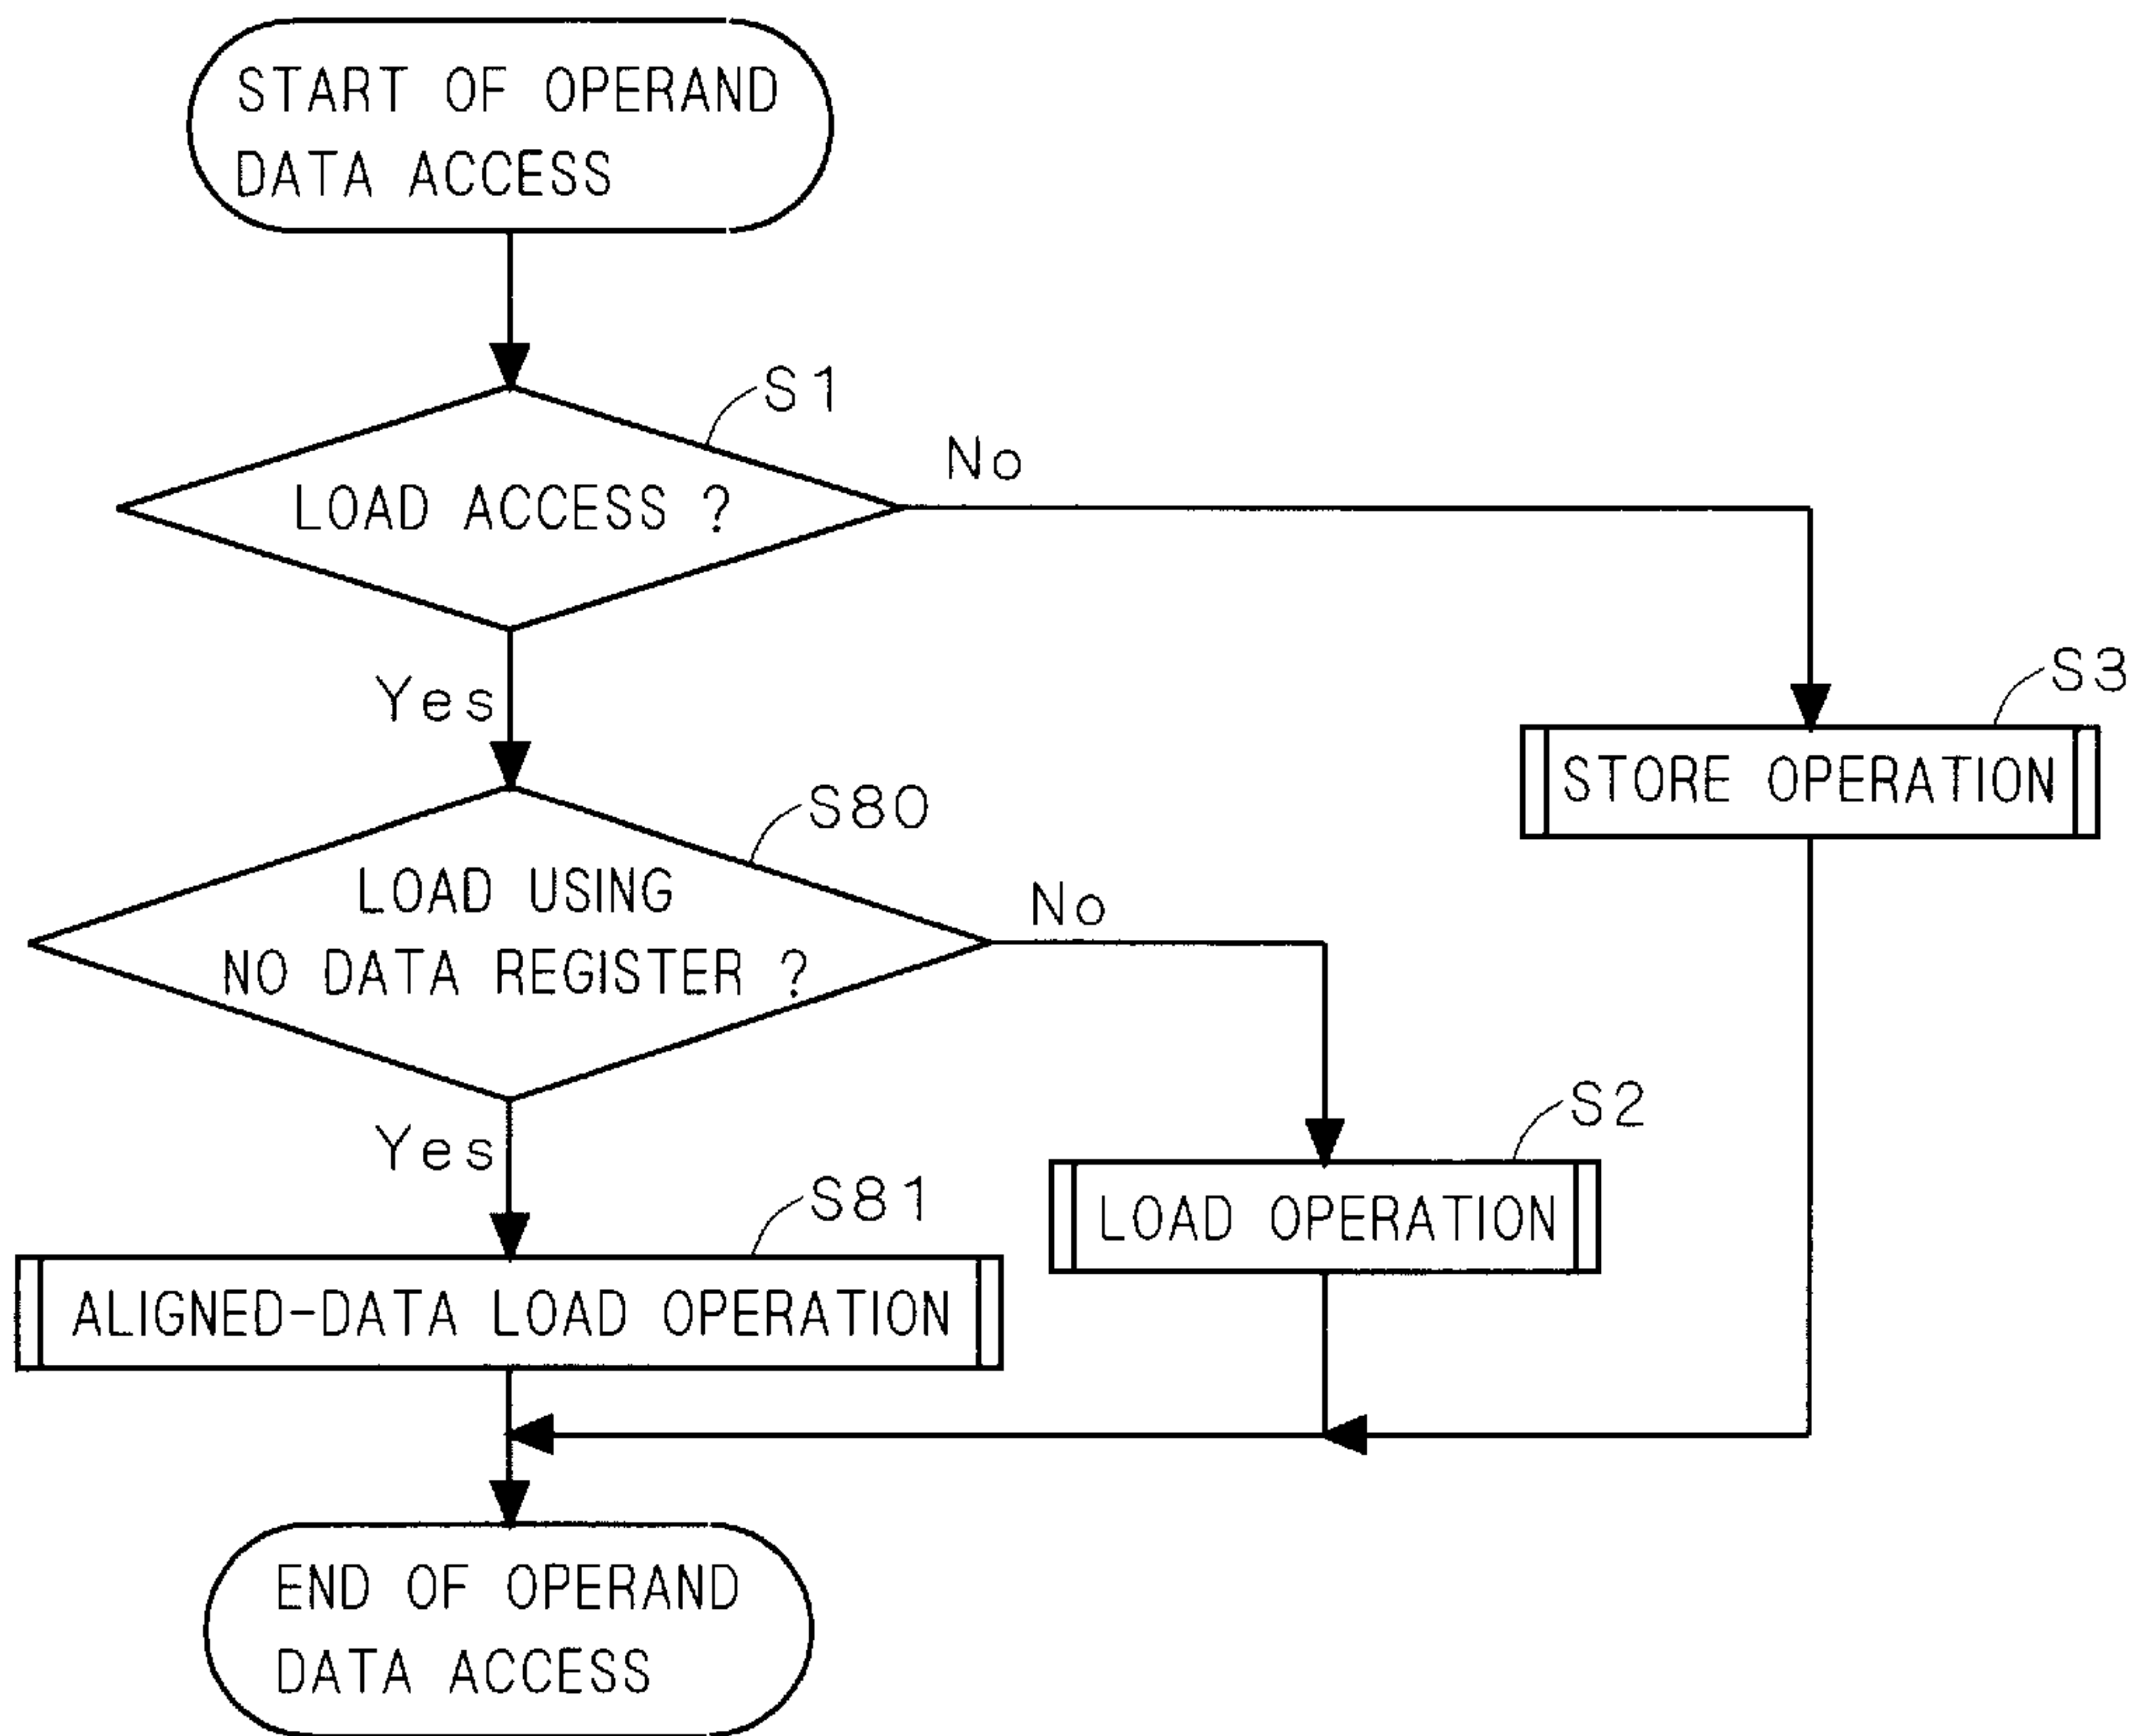 START OF OPERAND
DATA ACCESS
S1
LOAD ACCESS ?
No
Yes
S3
STORE OPERATION
S80
LOAD USING
NO DATA REGISTER ?
No
Yes
S2
LOAD OPERATION
S81
ALIGNED-DATA LOAD OPERATION
END OF OPERAND
DATA ACCESS